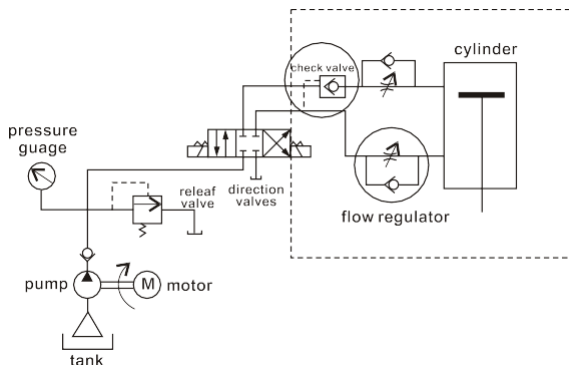 cylinder
check valve
pressure
guage
releaf
valve
direction
valves
flow regulator
pump
M
motor
tank